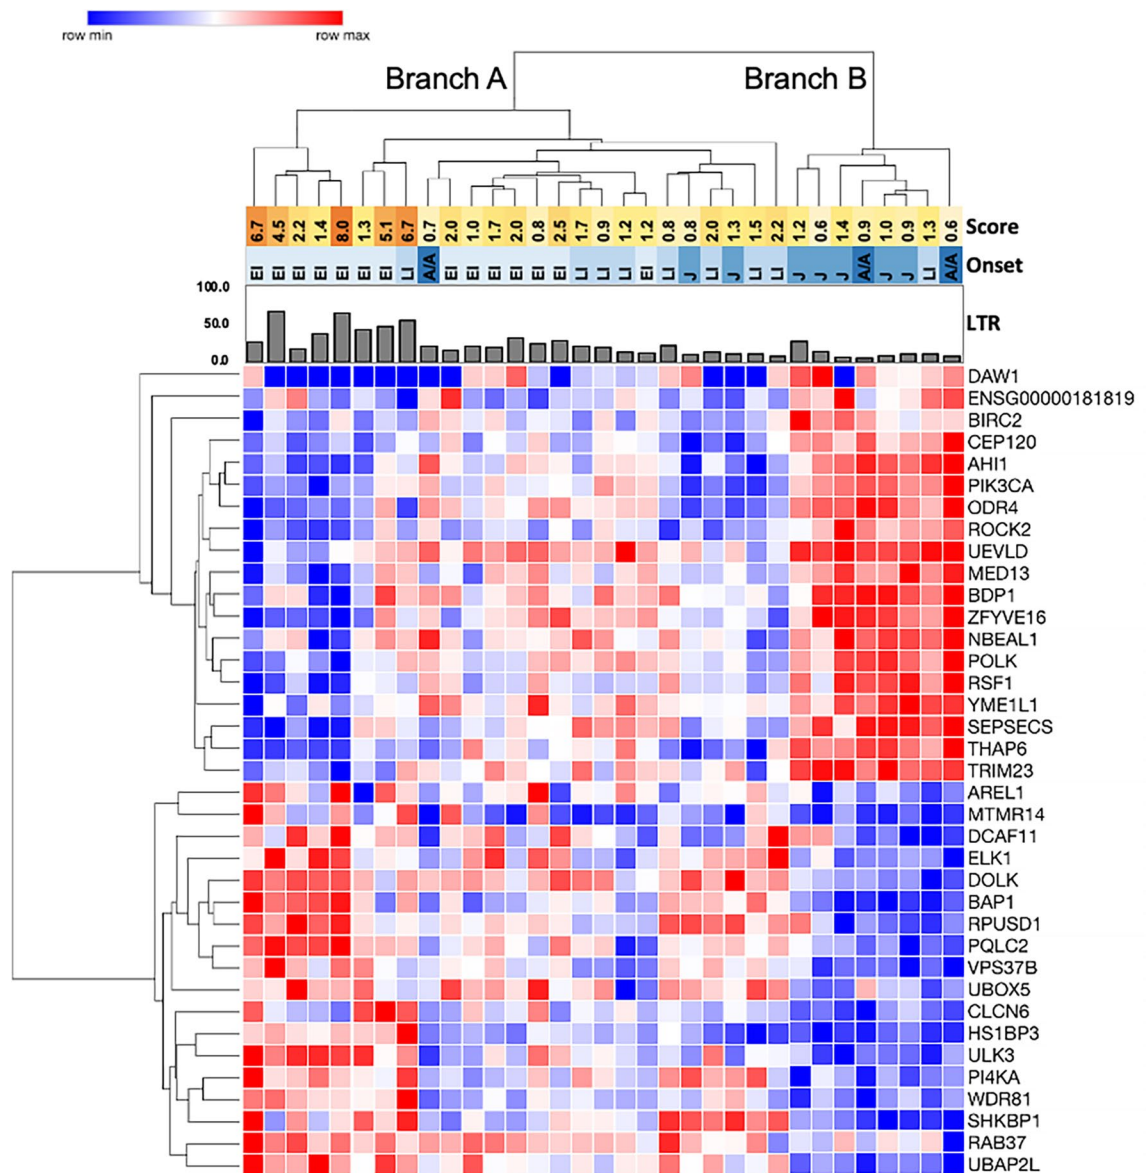 row min row max
Branch A Branch B
6.7 4.5 2.2 1.4 8.0 1.3 5.1 6.7 0.7 2.0 1.0 1.7 2.0 0.8 2.5 1.7 0.9 1.2 1.2 0.8 0.8 2.0 1.3 1.5 2.2 1.2 0.6 1.4 0.9 1.0 0.9 1.3 0.6 Score
EI EI EI EI EI EI EI LI A/A EI EI EI EI EI EI LI LI LI EI LI J LI J LI LI J J J A/A J J LI A/A Onset
100.0
50.0 LTR
0.0
DAW1
ENSG00000181819
BIRC2
CEP120
AHI1
PIK3CA
ODR4
ROCK2
UEVLD
MED13
BDP1
ZFYVE16
NBEAL1
POLK
RSF1
YME1L1
SEPSECS
THAP6
TRIM23
AREL1
MTMR14
DCAF11
ELK1
DOLK
BAP1
RPUSD1
PQLC2
VPS37B
UBOX5
CLCN6
HS1BP3
ULK3
PI4KA
WDR81
SHKBP1
RAB37
UBAP2L